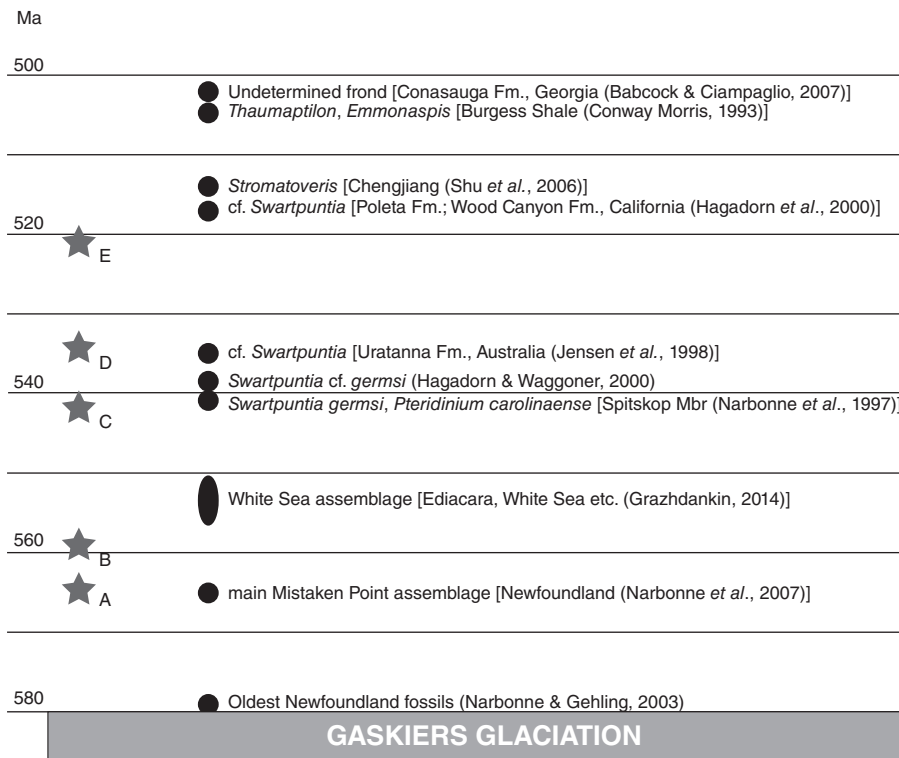 Ma
500
Undetermined frond [Conasauga Fm., Georgia (Babcock & Ciampaglio, 2007)]
Thaumaptilon, Emmonaspis [Burgess Shale (Conway Morris, 1993)]
Stromatoveris [Chengjiang (Shu et al., 2006)]
cf. Swartpuntia [Poleta Fm.; Wood Canyon Fm., California (Hagadorn et al., 2000)]
520
E
D
cf. Swartpuntia [Uratanna Fm., Australia (Jensen et al., 1998)]
540
Swartpuntia cf. germsi (Hagadorn & Waggoner, 2000)
Swartpuntia germsi, Pteridinium carolinaense [Spitskop Mbr (Narbonne et al., 1997)]
C
White Sea assemblage [Ediacara, White Sea etc. (Grazhdankin, 2014)]
560
B
A
main Mistaken Point assemblage [Newfoundland (Narbonne et al., 2007)]
580
Oldest Newfoundland fossils (Narbonne & Gehling, 2003)
GASKIERS GLACIATION